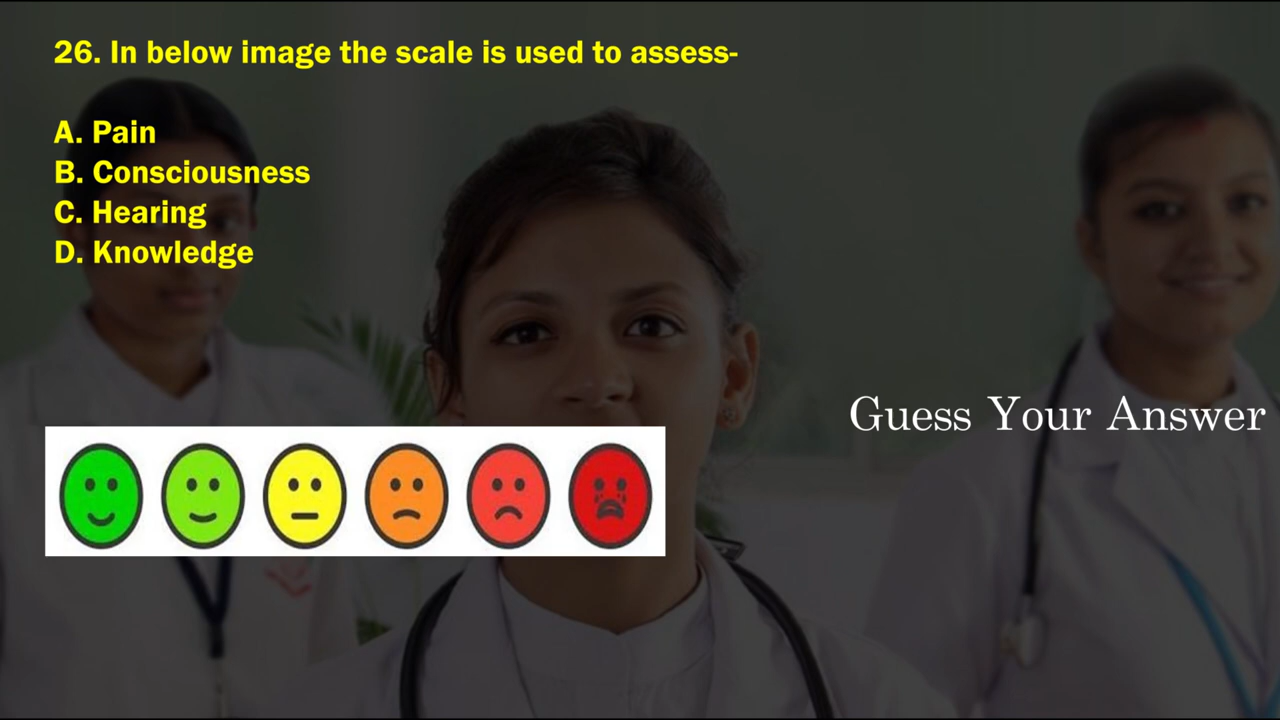 26. In below image the scale is used to assess-
A. Pain
B. Consciousness
C. Hearing
D. Knowledge
Guess Your Answer